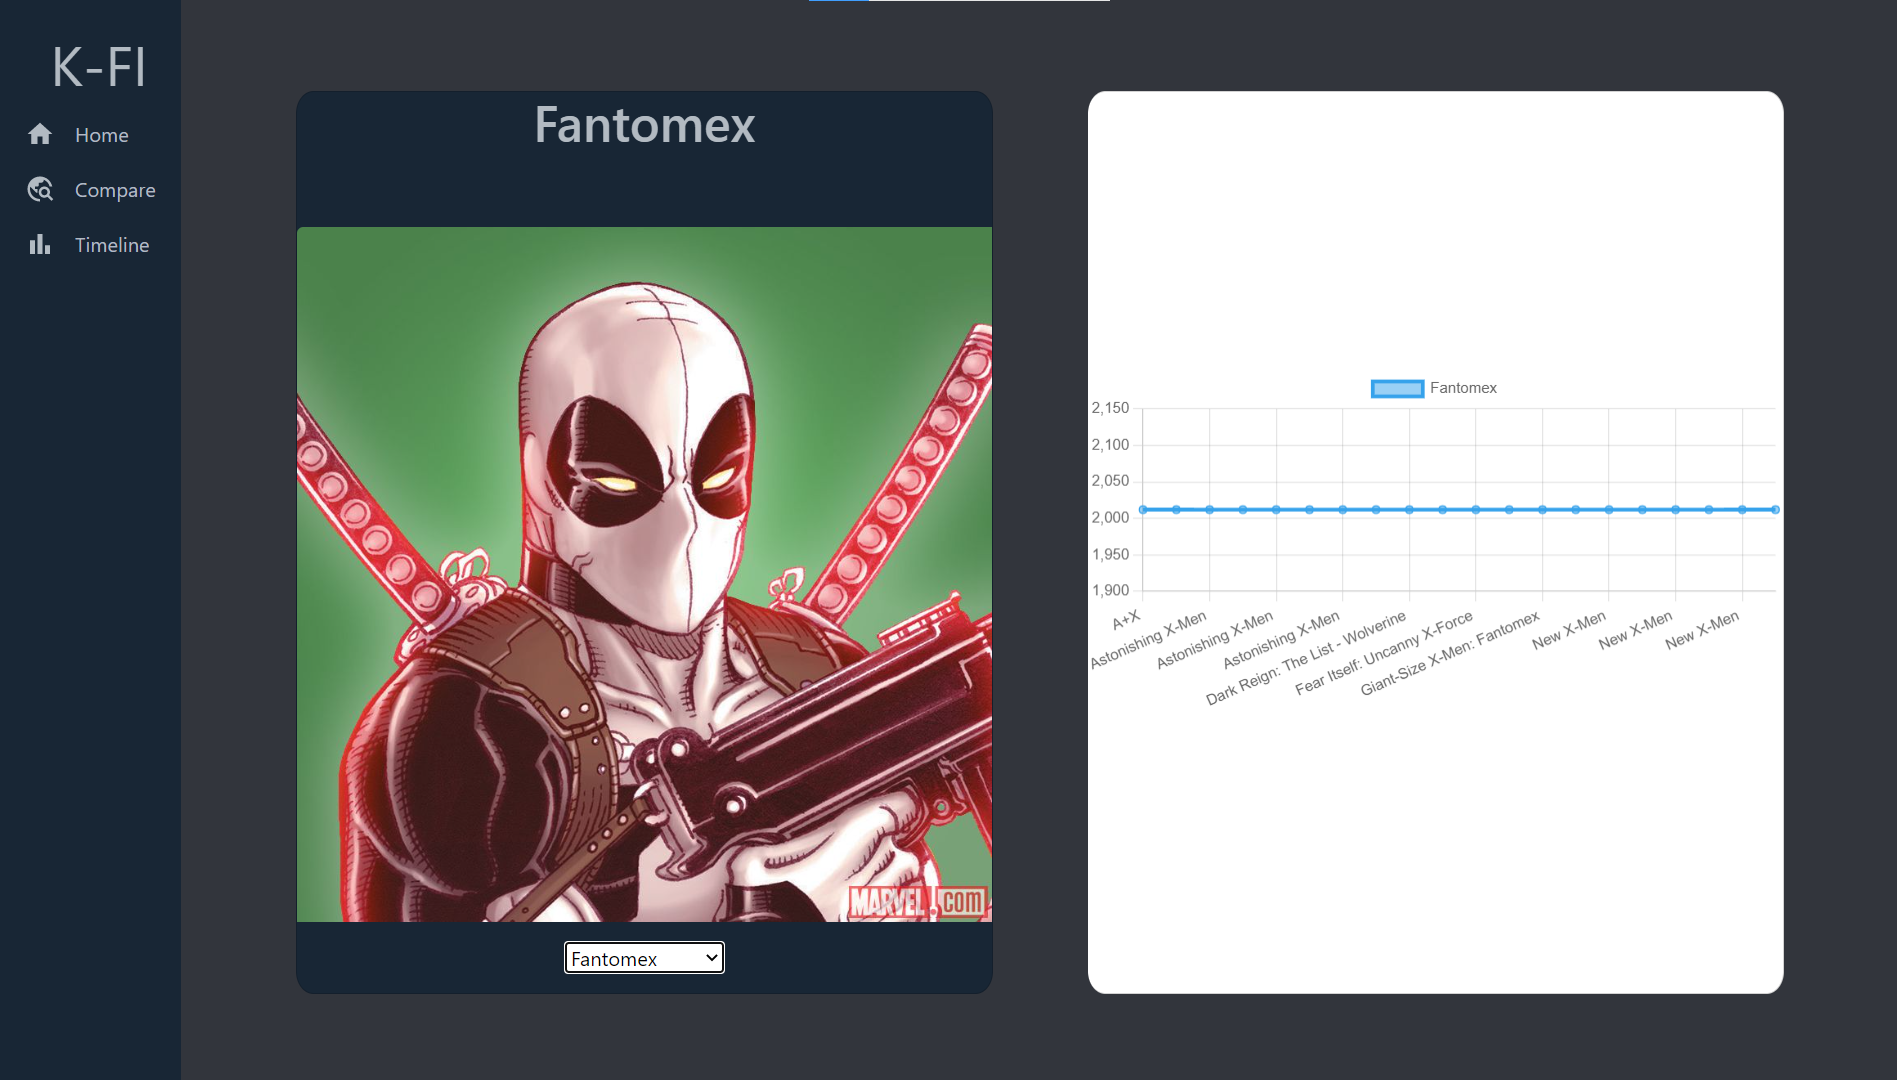 K-FI
Home
Compare
Timeline
Fantomex
MARVEL.com
Fantomex
Fantomex
2,150
2,100
2,050
2,000
1,950
1,900
A+X
Astonishing X-Men
Astonishing X-Men
Astonishing X-Men
Dark Reign: The List - Wolverine
Fear Itself: Uncanny X-Force
Giant-Size X-Men: Fantomex
New X-Men
New X-Men
New X-Men